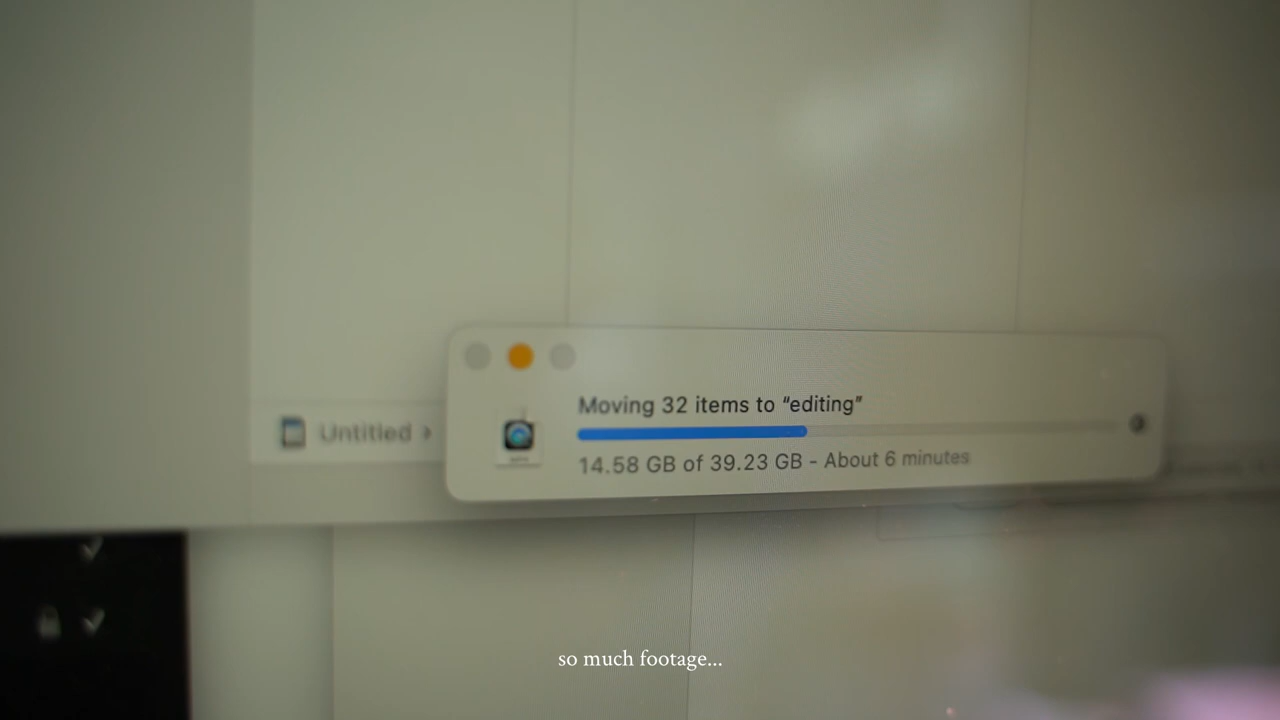 Moving 32 items to “editing”
Untitled ›
14.58 GB of 39.23 GB - About 6 minutes
so much footage...